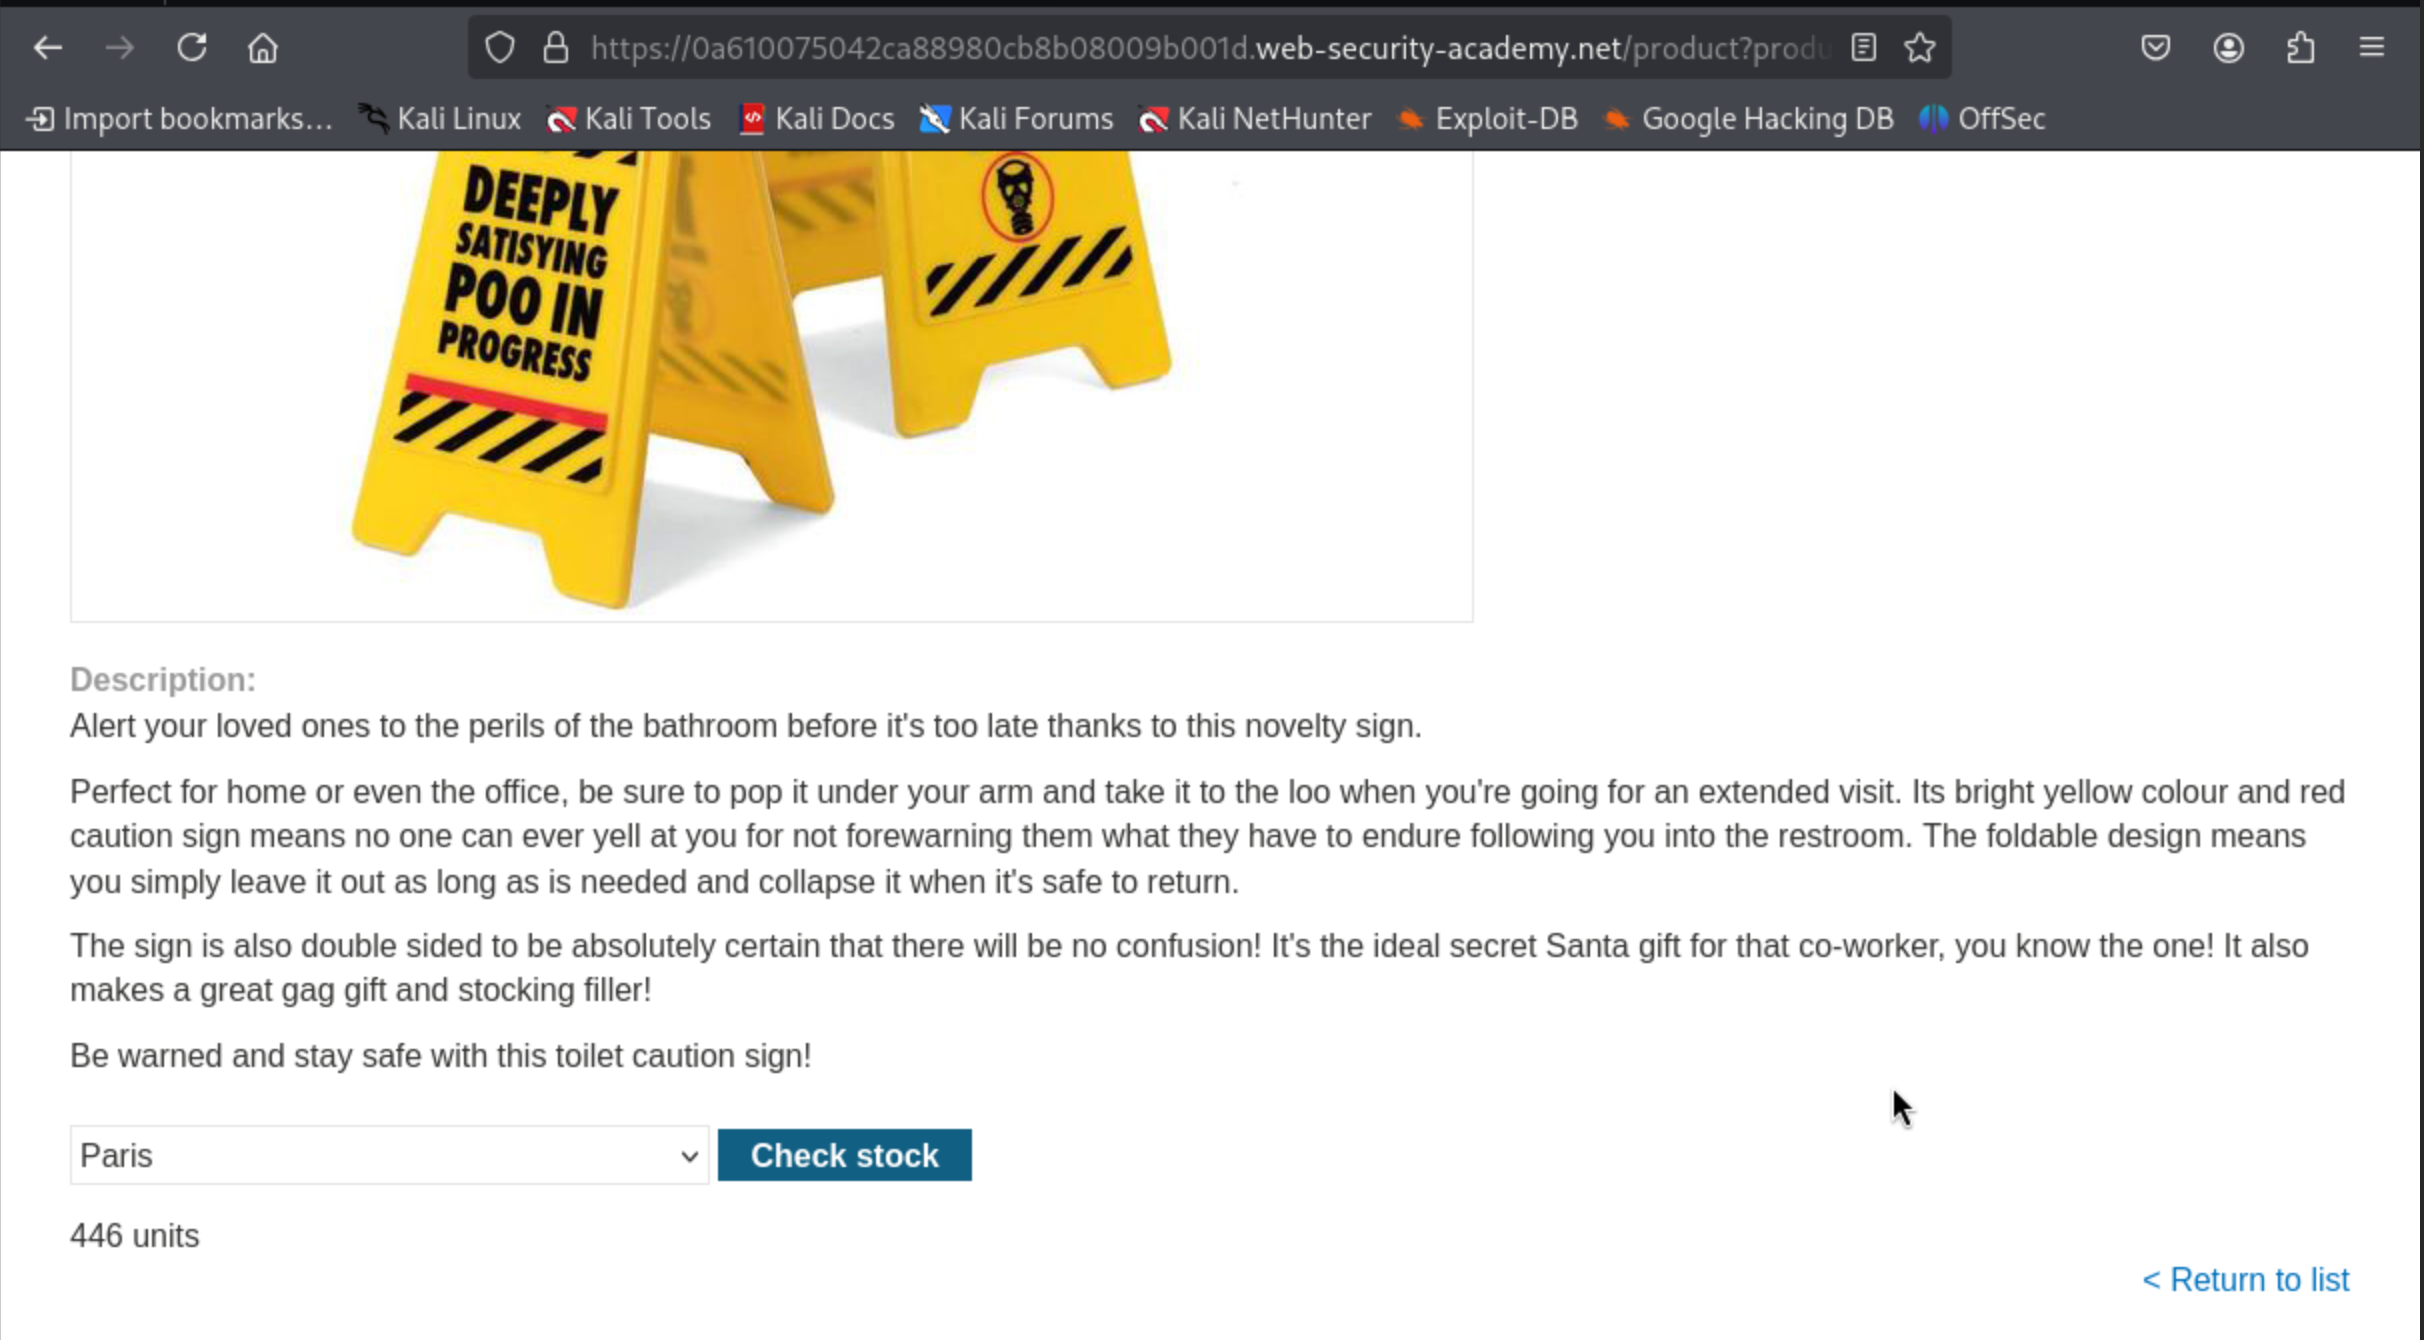 https://0a610075042ca88980cb8b08009b001d.web-security-academy.net/product?produ
Import bookmarks...
Kali Linux
Kali Tools
Kali Docs
Kali Forums
Kali NetHunter
Exploit-DB
Google Hacking DB
OffSec
DEEPLY
SATISYING
POO IN
PROGRESS
Description:
Alert your loved ones to the perils of the bathroom before it's too late thanks to this novelty sign.
Perfect for home or even the office, be sure to pop it under your arm and take it to the loo when you're going for an extended visit. Its bright yellow colour and red
caution sign means no one can ever yell at you for not forewarning them what they have to endure following you into the restroom. The foldable design means
you simply leave it out as long as is needed and collapse it when it's safe to return.
The sign is also double sided to be absolutely certain that there will be no confusion! It's the ideal secret Santa gift for that co-worker, you know the one! It also
makes a great gag gift and stocking filler!
Be warned and stay safe with this toilet caution sign!
Paris
Check stock
446 units
< Return to list